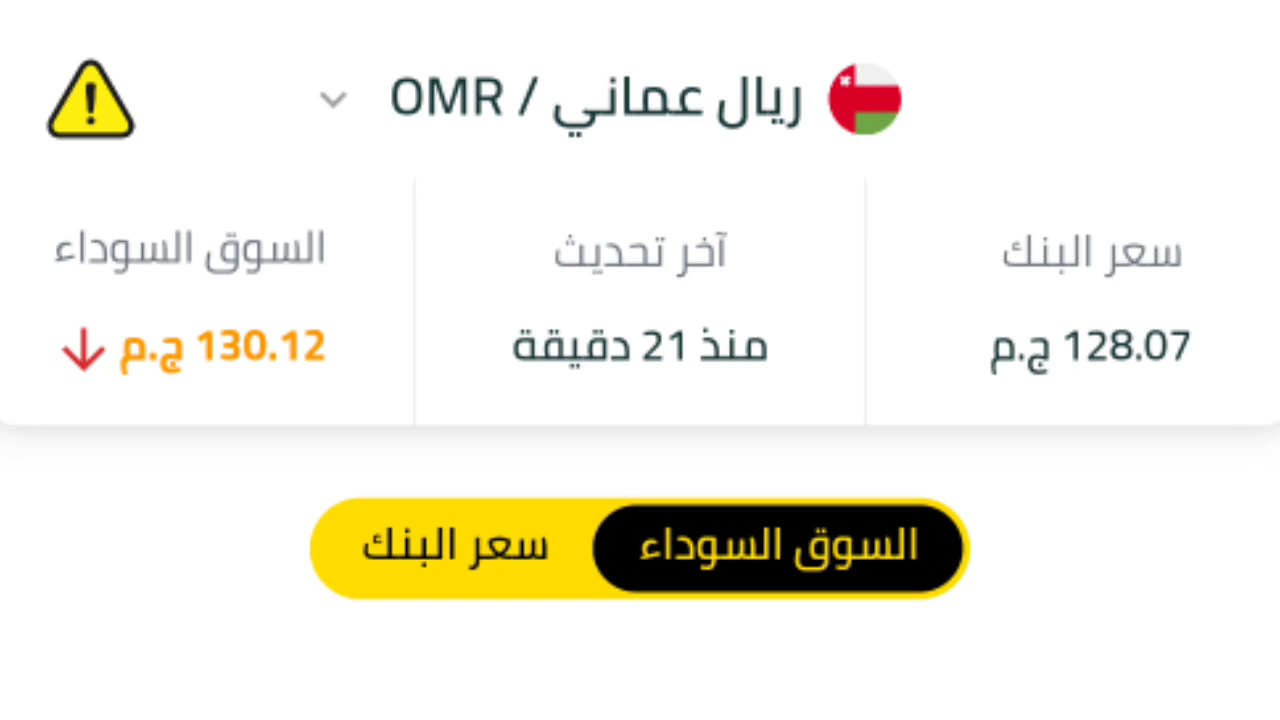 ريال عماني / OMR
سعر البنك
آخر تحديث
السوق السوداء
128.07 ج.م
منذ 21 دقيقة
130.12 ج.م
السوق السوداء
سعر البنك